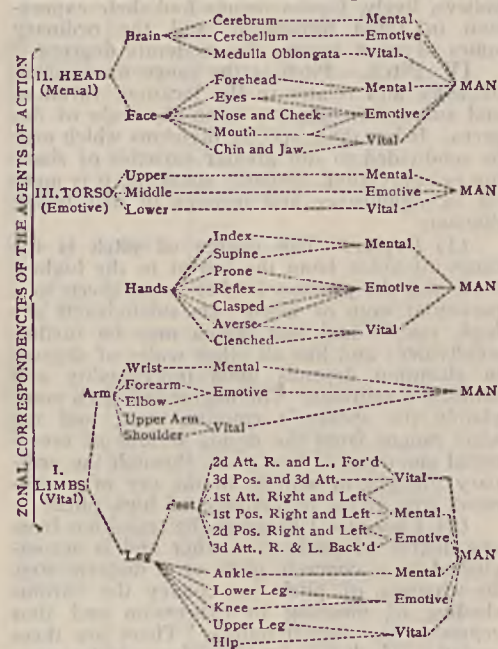 ZONAL CORRESPONDENCIES OF THE AGENTS OF ACTION
II. HEAD
(Mental)
Brain
Cerebrum Mental
Cerebellum Emotive
Medulla Oblongata Vital
MAN
Face
Forehead
Eyes
Mental
Nose and Cheek Emotive
Mouth
Chin and Jaw.
Vital
III. TORSO
(Emotive)
Upper Mental
Middle Emotive MAN
Lower Vital
Hands
Index
Supine
Mental
Prone
Reflex
Clasped
Emotive
Averse
Clenched
Vital
Arm
Wrist Mental
Forearm
Elbow
Emotive
Upper Arm
Shoulder
Vital
MAN
I.
LIMBS
(Vital)
Leg
Feet
2d Att. R. and L., For'd
3d Pos. and 3d Att.
Vital
1st Att. Right and Left
1st Pos. Right and Left
Mental
2d Pos. Right and Left
3d Att., R. & L. Back'd
Emotive
MAN
Ankle Mental
Lower Leg
Knee
Emotive
Upper Leg
Hip
Vital